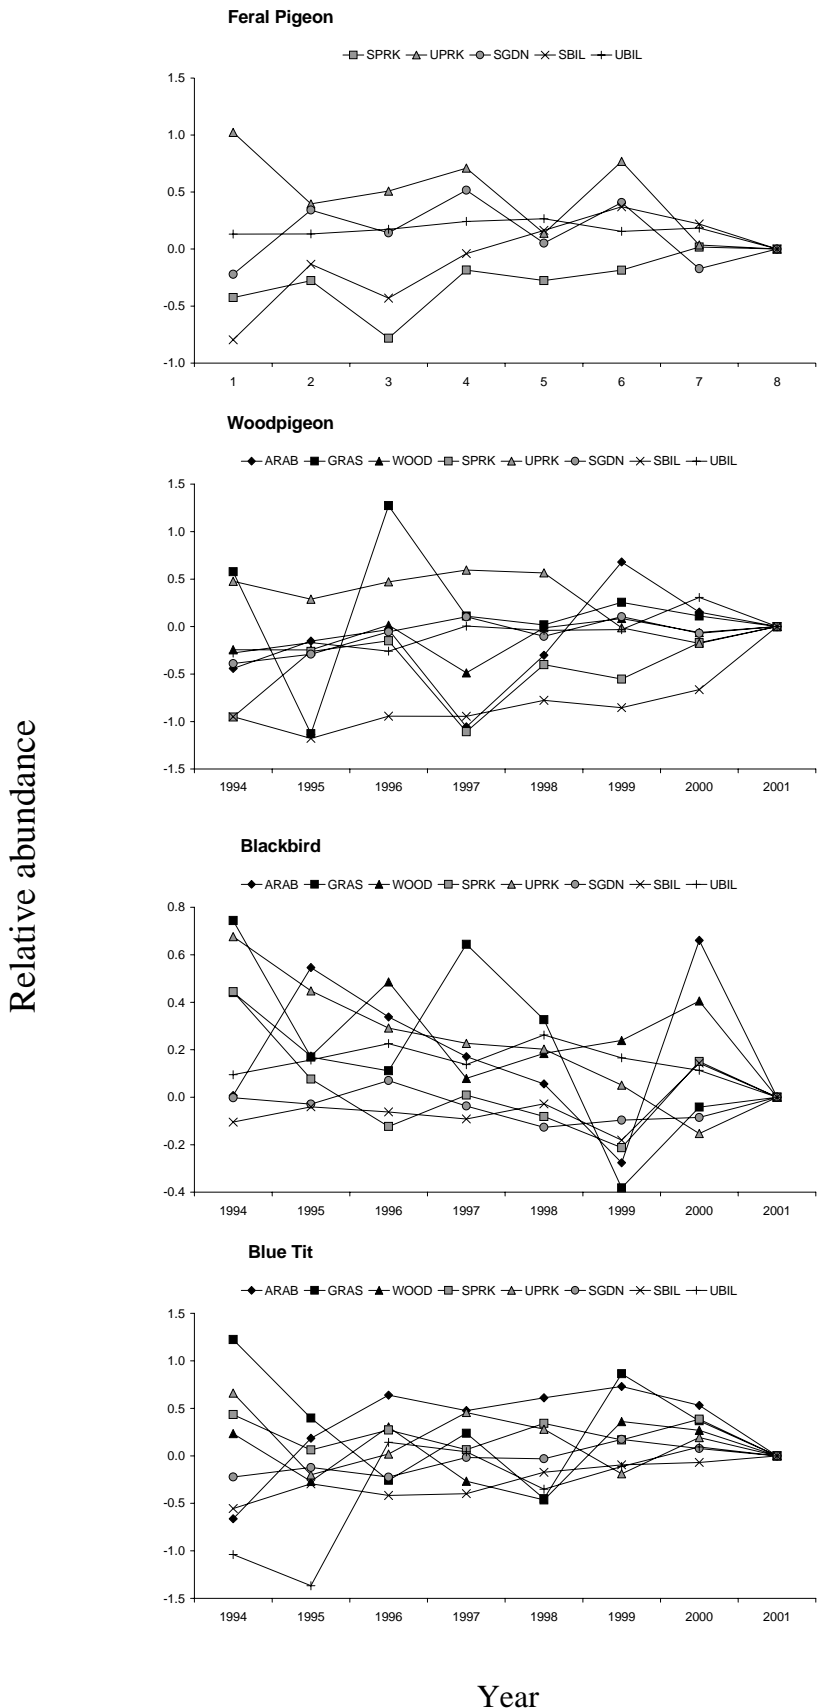 Feral Pigeon
SPRK UPRK SGDN SBIL UBIL
1.5
1.0
0.5
0.0
-0.5
-1.0
1 2 3 4 5 6 7 8
Woodpigeon
ARAB GRAS WOOD SPRK UPRK SGDN SBIL UBIL
1.5
1.0
0.5
0.0
-0.5
-1.0
-1.5
1994 1995 1996 1997 1998 1999 2000 2001
Relative abundance
Blackbird
ARAB GRAS WOOD SPRK UPRK SGDN SBIL UBIL
0.8
0.6
0.4
0.2
0.0
-0.2
-0.4
1994 1995 1996 1997 1998 1999 2000 2001
Blue Tit
ARAB GRAS WOOD SPRK UPRK SGDN SBIL UBIL
1.5
1.0
0.5
0.0
-0.5
-1.0
-1.5
1994 1995 1996 1997 1998 1999 2000 2001
Year